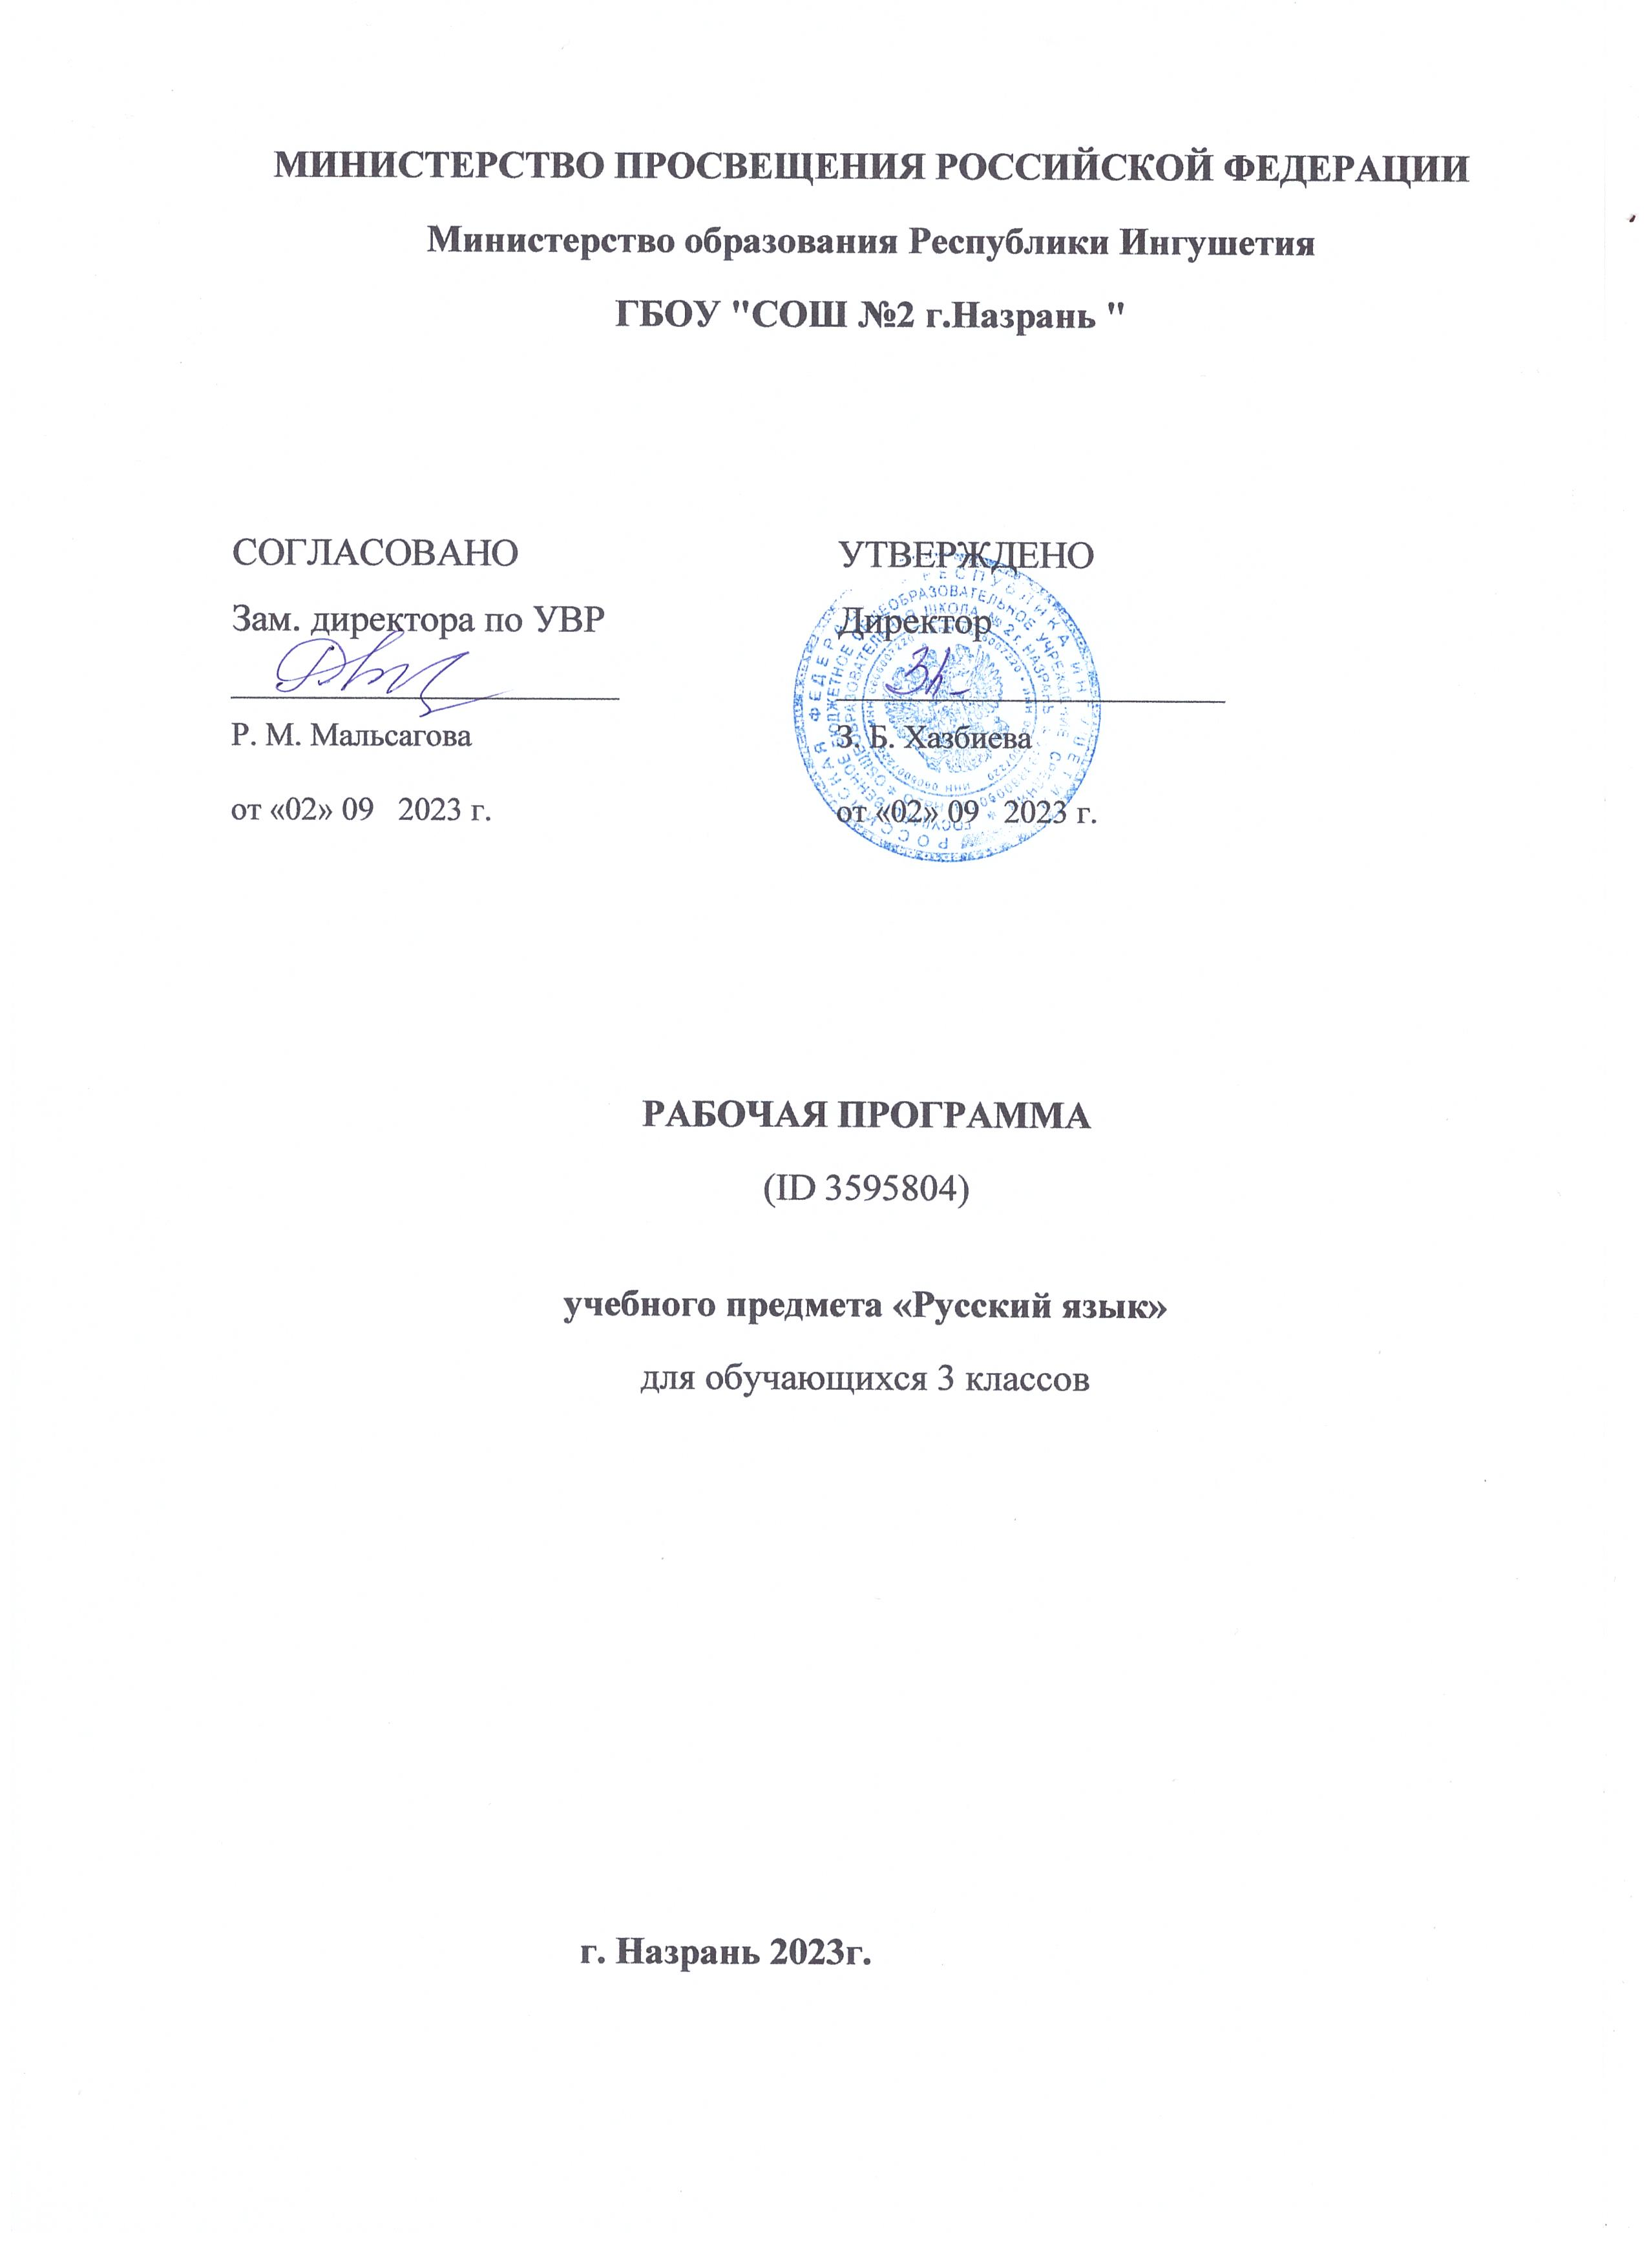 МИНИСТЕРСТВО ПРОСВЕЩЕНИЯ РОССИЙСКОЙ ФЕДЕРАЦИИ
Министерство образования Республики Ингушетия
ГБОУ "СОШ №2 г.Назрань "
СОГЛАСОВАНО
Зам. директора по УВР
Р. М. Мальсагова
от «02» 09 2023 г.
УТВЕРЖДЕНО
Директор
З. Б. Хазбиева
от «02» 09 2023 г.
РАБОЧАЯ ПРОГРАММА
(ID 3595804)
учебного предмета «Русский язык»
для обучающихся 3 классов
г. Назрань 2023г.